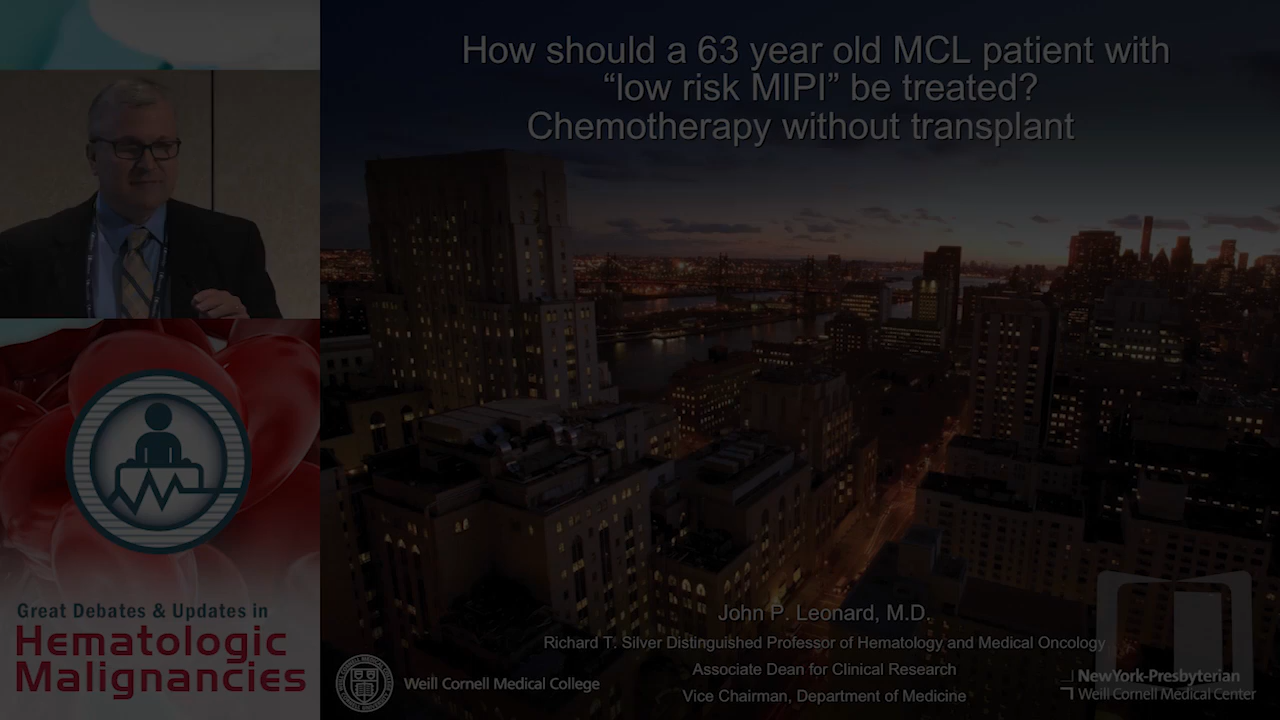 How should a 63 year old MCL patient with
“low risk MIPI” be treated?
Chemotherapy without transplant
Great Debates & Updates in
Hematologic
Malignancies
John P. Leonard, M.D.
Richard T. Silver Distinguished Professor of Hematology and Medical Oncology
Associate Dean for Clinical Research
Vice Chairman, Department of Medicine
Weill Cornell Medical College
NewYork-Presbyterian
Weill Cornell Medical Center